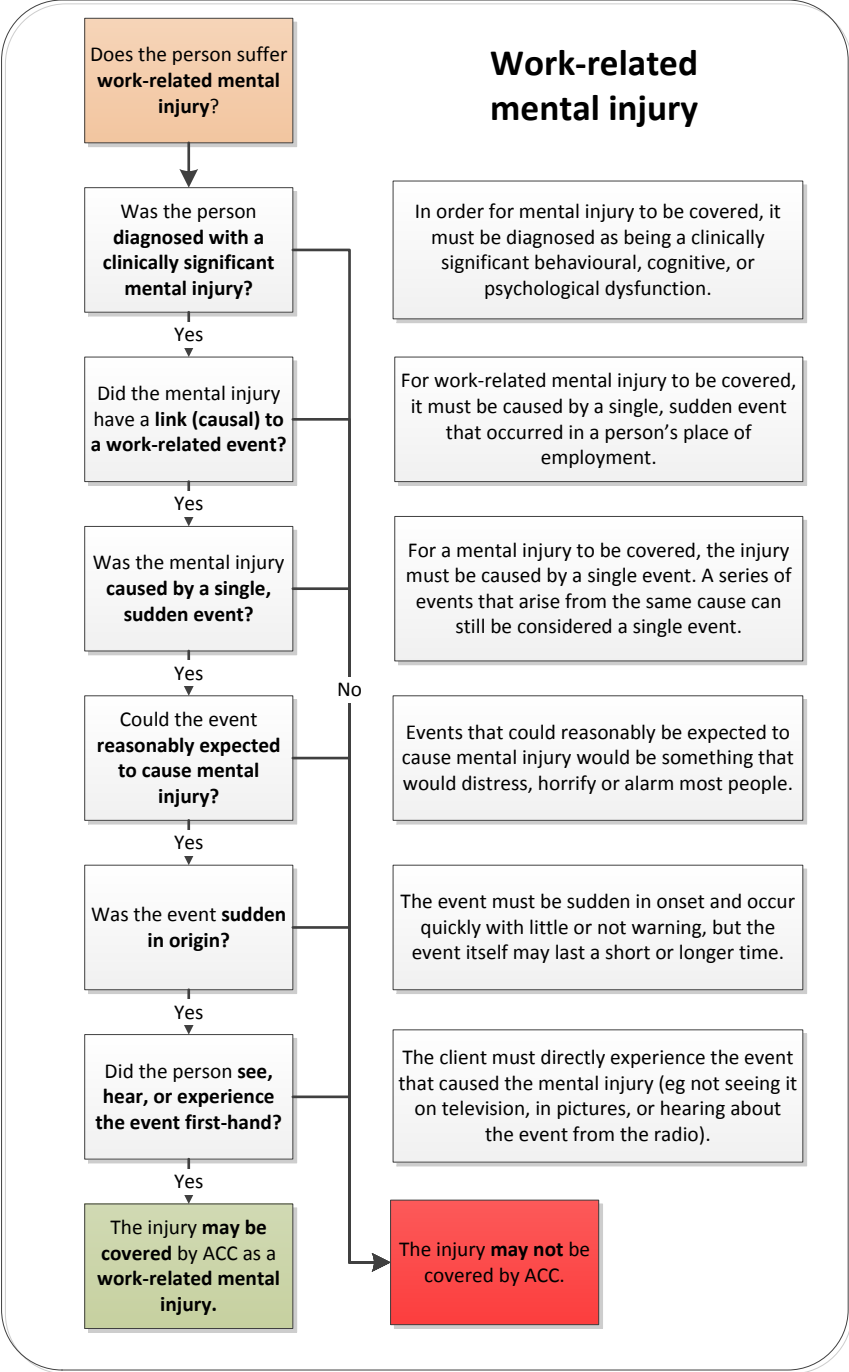 Does the person suffer
work-related mental
injury?
Work-related
mental injury
Was the person
diagnosed with a
clinically significant
mental injury?
In order for mental injury to be covered, it
must be diagnosed as being a clinically
significant behavioural, cognitive, or
psychological dysfunction.
Yes
Did the mental injury
have a link (causal) to
a work-related event?
For work-related mental injury to be covered,
it must be caused by a single, sudden event
that occurred in a person’s place of
employment.
Yes
Was the mental injury
caused by a single,
sudden event?
For a mental injury to be covered, the injury
must be caused by a single event. A series of
events that arise from the same cause can
still be considered a single event.
Yes
No
Could the event
reasonably expected
to cause mental
injury?
Events that could reasonably be expected to
cause mental injury would be something that
would distress, horrify or alarm most people.
Yes
Was the event sudden
in origin?
The event must be sudden in onset and occur
quickly with little or not warning, but the
event itself may last a short or longer time.
Yes
Did the person see,
hear, or experience
the event first-hand?
The client must directly experience the event
that caused the mental injury (eg not seeing it
on television, in pictures, or hearing about
the event from the radio).
Yes
The injury may be
covered by ACC as a
work-related mental
injury.
The injury may not be
covered by ACC.